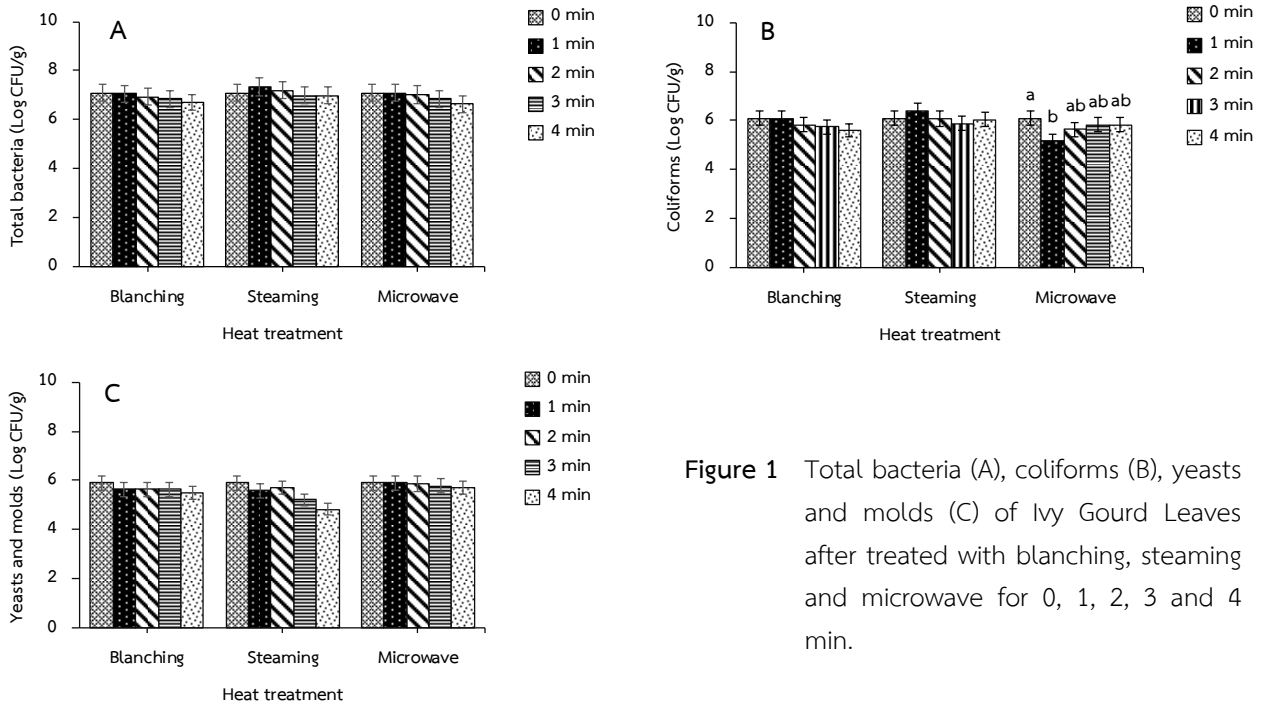 A
Total bacteria (Log CFU/g)
10
8
6
4
2
0
Blanching Steaming Microwave
Heat treatment
0 min
1 min
2 min
3 min
4 min
B
Coliforms (Log CFU/g)
10
8
6
4
2
0
a b ab ab ab
Blanching Steaming Microwave
Heat treatment
0 min
1 min
2 min
3 min
4 min
C
Yeasts and molds (Log CFU/g)
10
8
6
4
2
0
Blanching Steaming Microwave
Heat treatment
0 min
1 min
2 min
3 min
4 min
Figure 1 Total bacteria (A), coliforms (B), yeasts
and molds (C) of Ivy Gourd Leaves
after treated with blanching, steaming
and microwave for 0, 1, 2, 3 and 4
min.